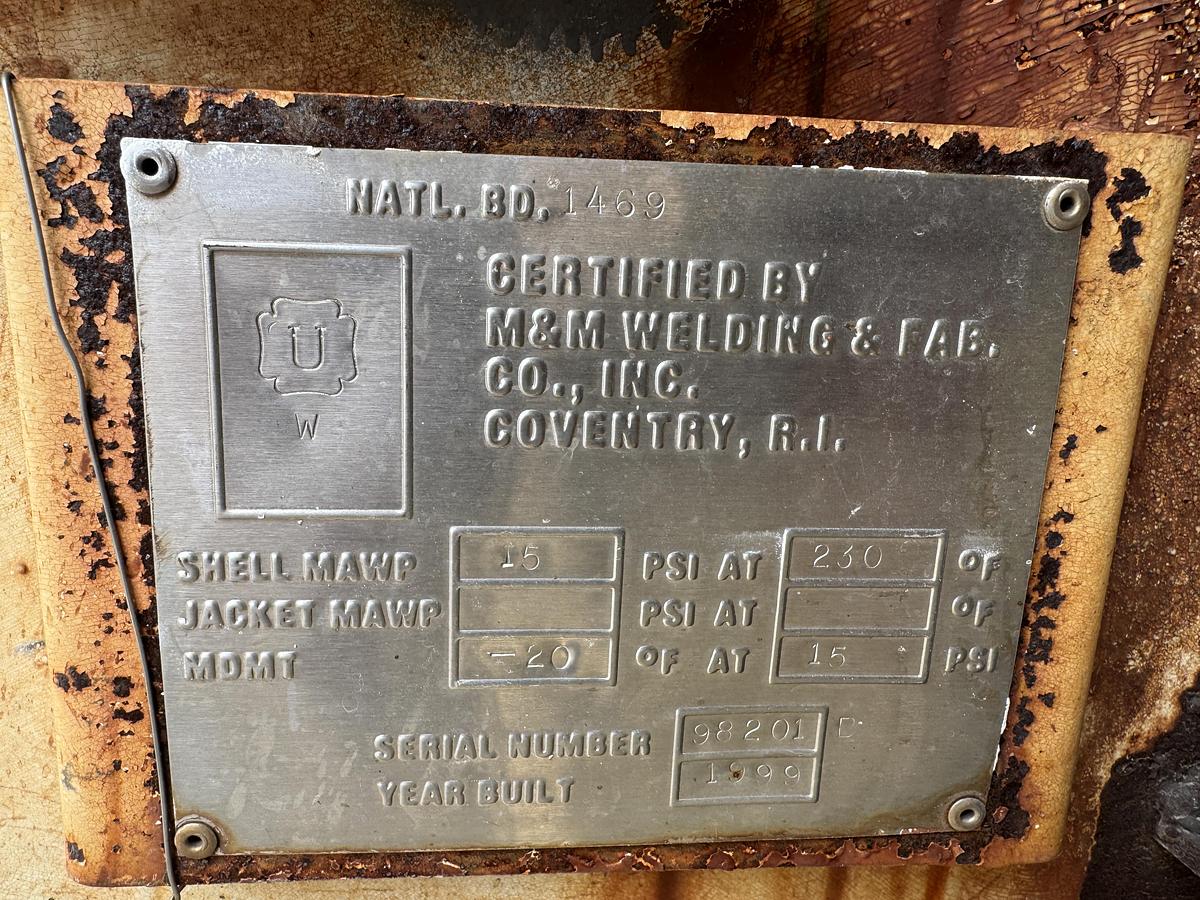 NATL. BD. 1469
U
W
CERTIFIED BY
M&M WELDING & FAB.
CO., INC.
COVENTRY, R.I.
SHELL MAWP 15 PSI AT 230 °F
JACKET MAWP PSI AT °F
MDMT -20 °F AT 15 PSI
SERIAL NUMBER 98201 D
YEAR BUILT 1999